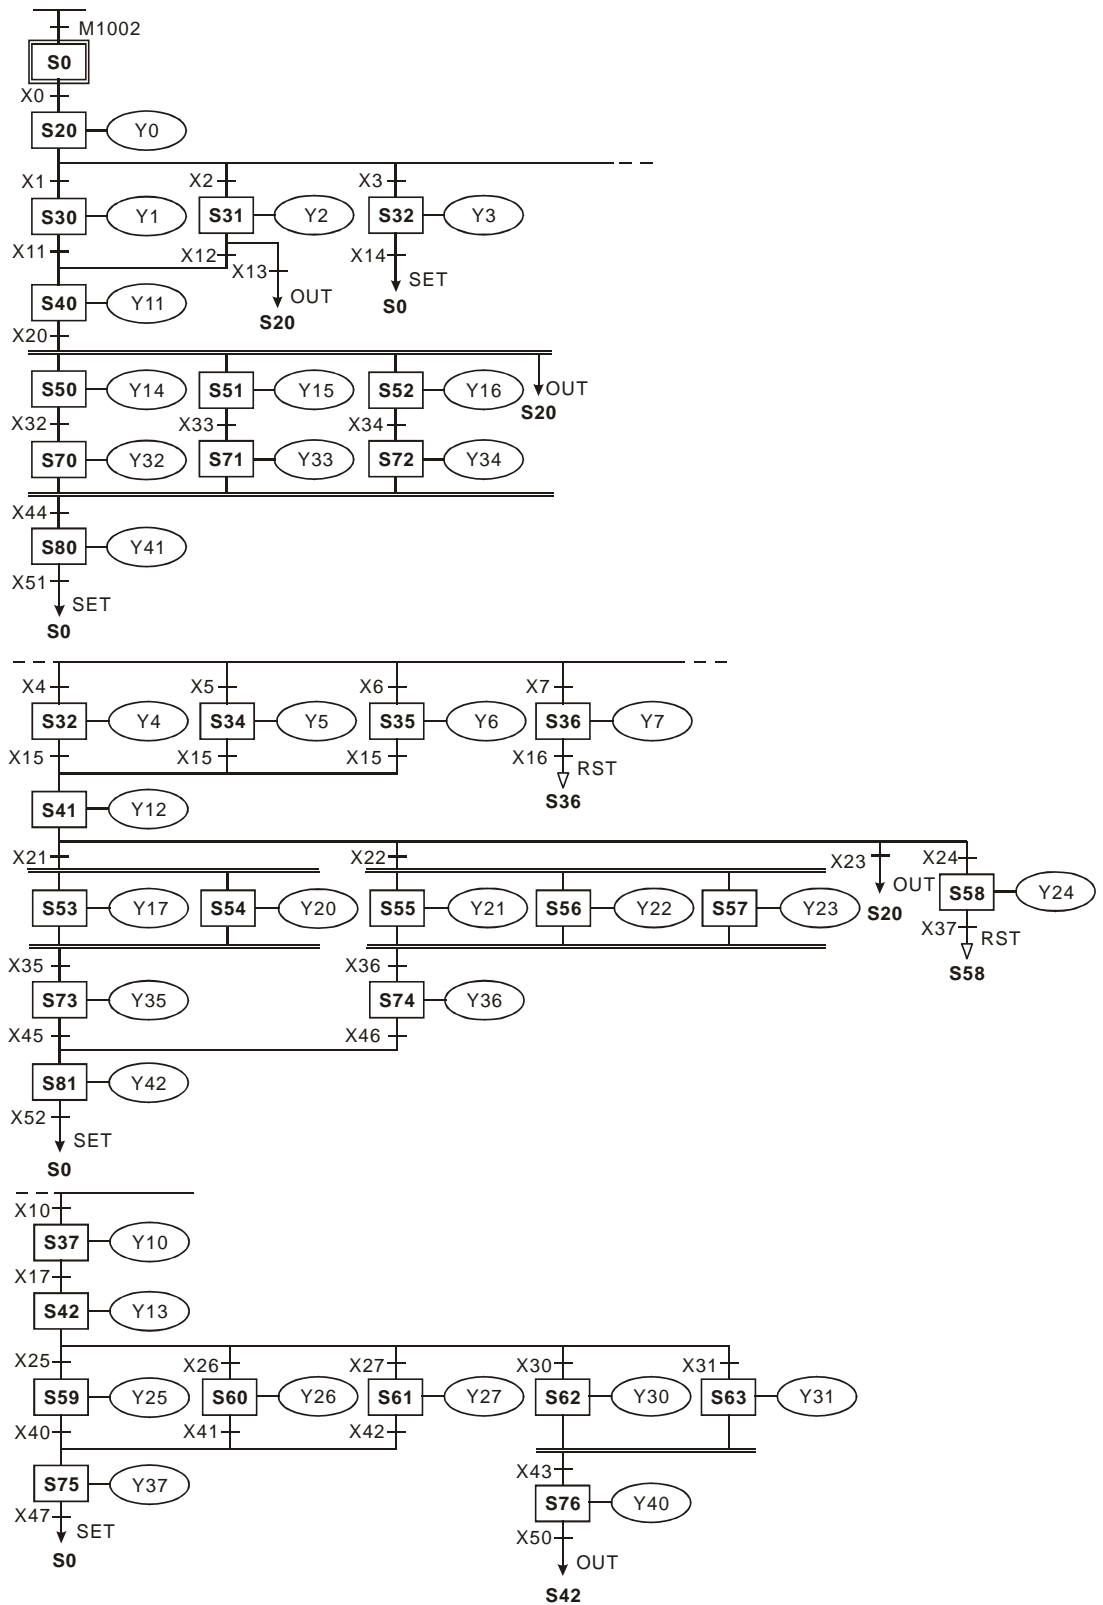 M1002
S0
X0
S20 Y0
X1 X2 X3
S30 Y1 S31 Y2 S32 Y3
X11 X12 X13 X14
OUT SET
S20 S0
S40 Y11
X20
S50 Y14 S51 Y15 S52 Y16 OUT
S20
X32 X33 X34
S70 Y32 S71 Y33 S72 Y34
X44
S80 Y41
X51
SET
S0
X4 X5 X6 X7
S32 Y4 S34 Y5 S35 Y6 S36 Y7
X15 X15 X15 X16
RST
S36
S41 Y12
X21 X22 X23 X24
S53 Y17 S54 Y20 S55 Y21 S56 Y22 S57 Y23 OUT S58 Y24
S20
X37 RST
S58
X35 X36
S73 Y35 S74 Y36
X45 X46
S81 Y42
X52
SET
S0
X10
S37 Y10
X17
S42 Y13
X25 X26 X27 X30 X31
S59 Y25 S60 Y26 S61 Y27 S62 Y30 S63 Y31
X40 X41 X42
X43
S75 Y37 S76 Y40
X47 X50
SET OUT
S0 S42